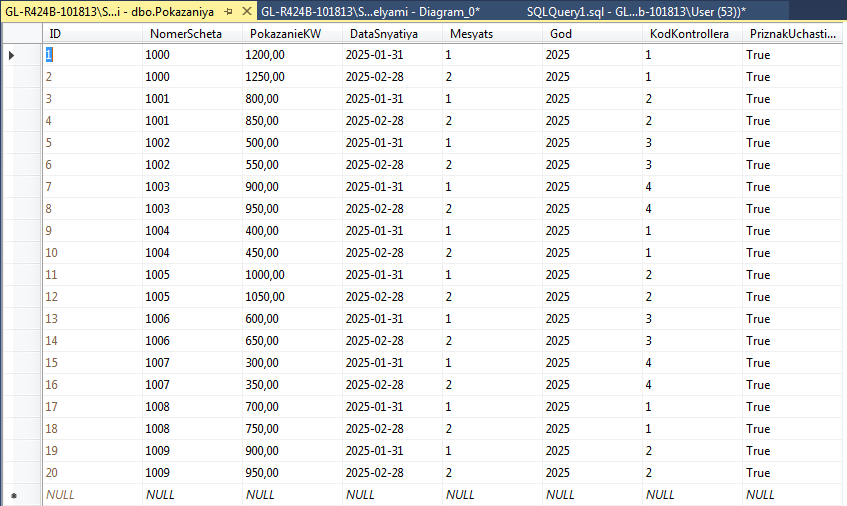 GL-R424B-101813\S...i - dbo.Pokazaniya GL-R424B-101813\S...elyami - Diagram_0* SQLQuery1.sql - GL...b-101813\User (53))*
ID NomerScheta PokazanieKW DataSnyatiya Mesyats God KodKontrollera PriznakUchasti...
1 1000 1200,00 2025-01-31 1 2025 1 True
2 1000 1250,00 2025-02-28 2 2025 1 True
3 1001 800,00 2025-01-31 1 2025 2 True
4 1001 850,00 2025-02-28 2 2025 2 True
5 1002 500,00 2025-01-31 1 2025 3 True
6 1002 550,00 2025-02-28 2 2025 3 True
7 1003 900,00 2025-01-31 1 2025 4 True
8 1003 950,00 2025-02-28 2 2025 4 True
9 1004 400,00 2025-01-31 1 2025 1 True
10 1004 450,00 2025-02-28 2 2025 1 True
11 1005 1000,00 2025-01-31 1 2025 2 True
12 1005 1050,00 2025-02-28 2 2025 2 True
13 1006 600,00 2025-01-31 1 2025 3 True
14 1006 650,00 2025-02-28 2 2025 3 True
15 1007 300,00 2025-01-31 1 2025 4 True
16 1007 350,00 2025-02-28 2 2025 4 True
17 1008 700,00 2025-01-31 1 2025 1 True
18 1008 750,00 2025-02-28 2 2025 1 True
19 1009 900,00 2025-01-31 1 2025 2 True
20 1009 950,00 2025-02-28 2 2025 2 True
NULL NULL NULL NULL NULL NULL NULL NULL